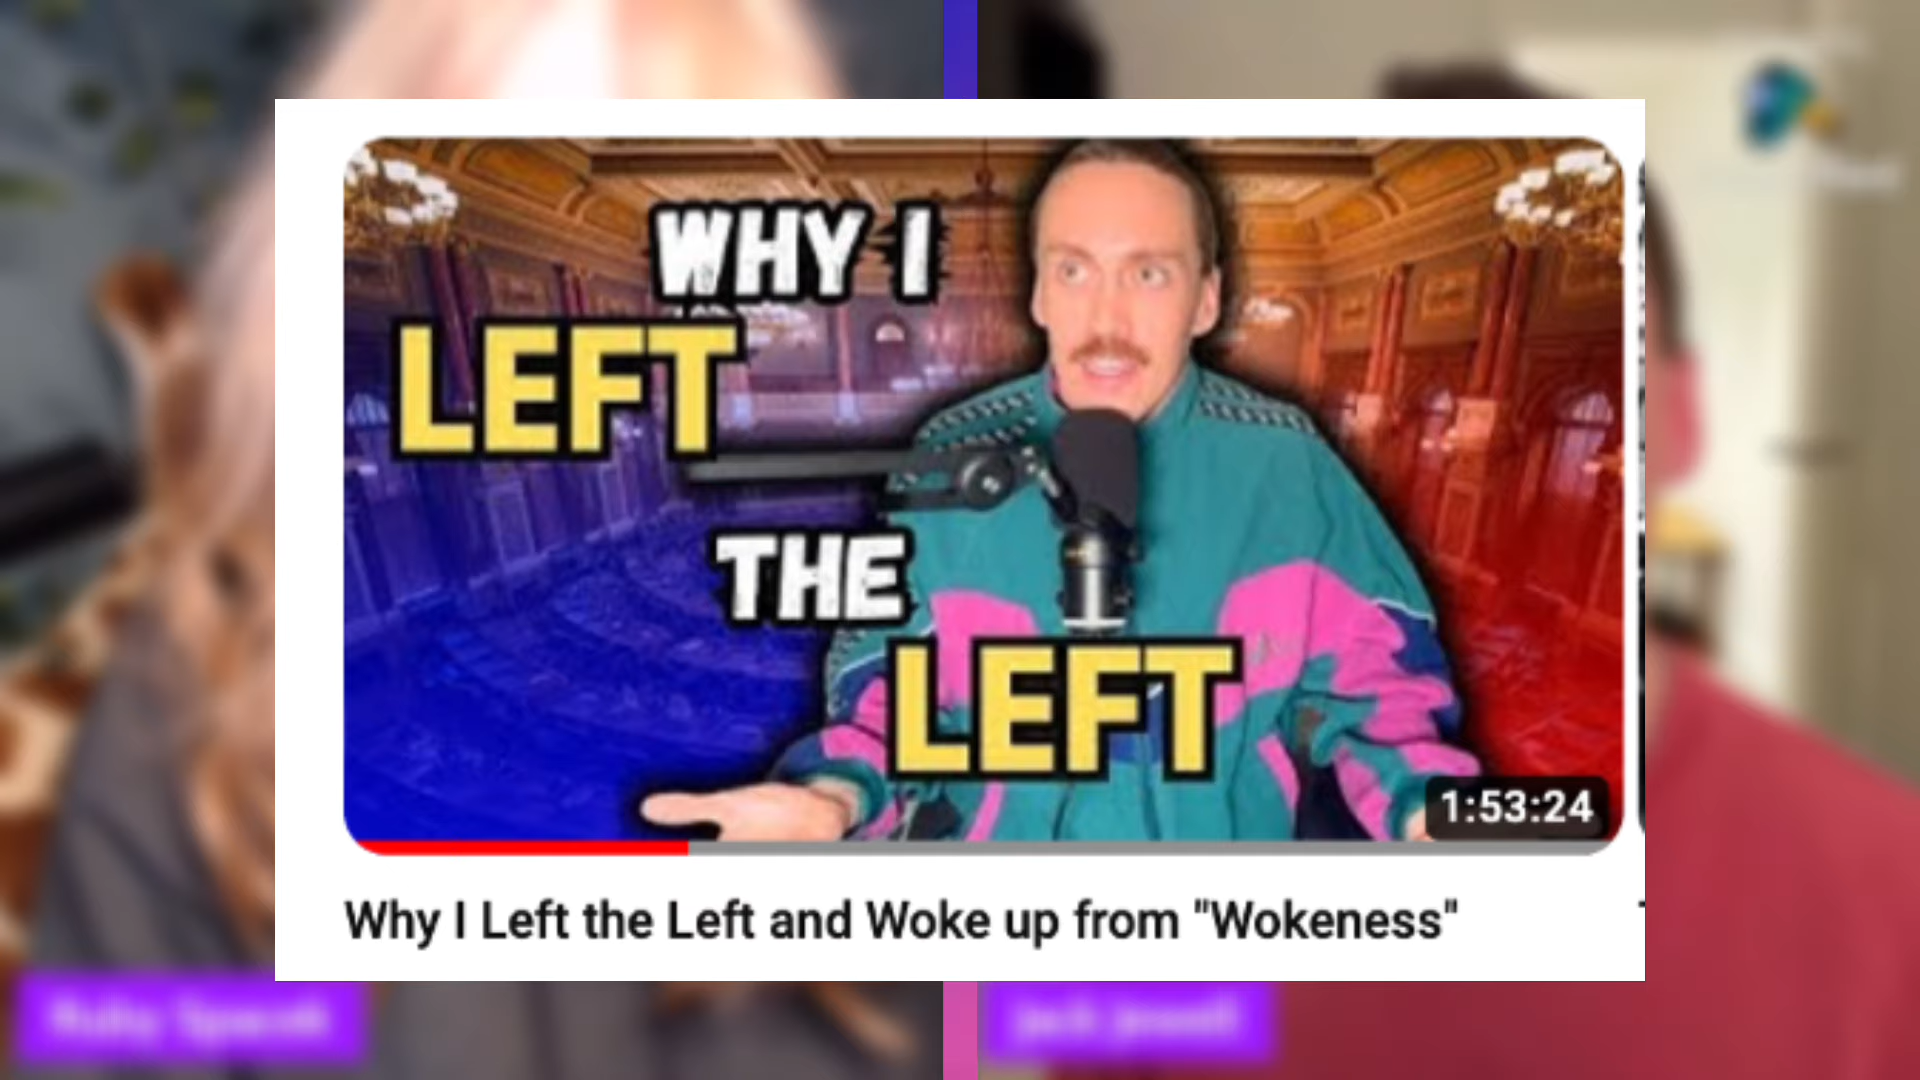 WHY I
LEFT
THE
LEFT
1:53:24
Why I Left the Left and Woke up from "Wokeness"